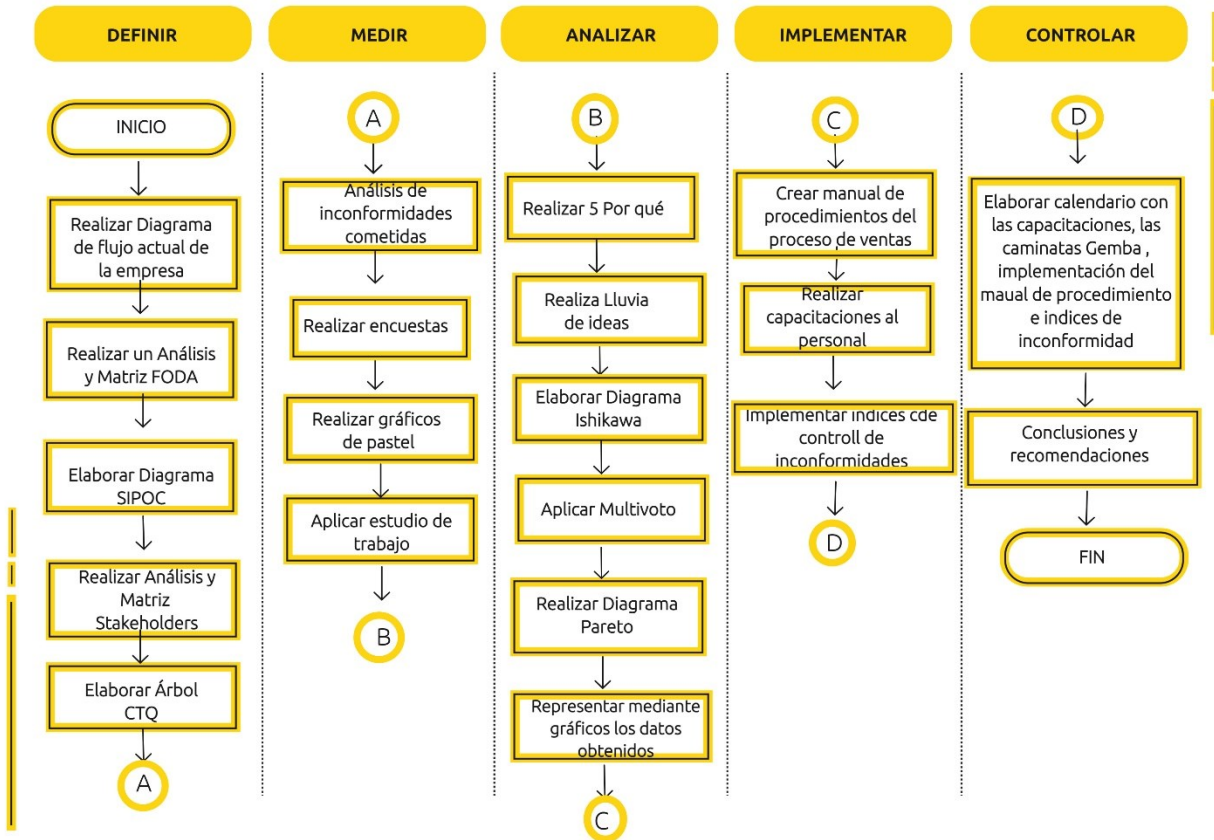 DEFINIR
MEDIR
ANALIZAR
IMPLEMENTAR
CONTROLAR
INICIO
Realizar Diagrama
de flujo actual de
la empresa
Realizar un Análisis
y Matriz FODA
Elaborar Diagrama
SIPOC
Realizar Análisis y
Matriz
Stakeholders
Elaborar Árbol
CTQ
A
A
Análisis de
inconformidades
cometidas
Realizar encuestas
Realizar gráficos
de pastel
Aplicar estudio de
trabajo
B
B
Realizar 5 Por qué
Realiza Lluvia
de ideas
Elaborar Diagrama
Ishikawa
Aplicar Multivoto
Realizar Diagrama
Pareto
Representar mediante
gráficos los datos
obtenidos
C
C
Crear manual de
procedimientos del
proceso de ventas
Realizar
capacitaciones al
personal
Implementar indices cde
controll de
inconformidades
D
D
Elaborar calendario con
las capacitaciones, las
caminatas Gemba ,
implementación del
maual de procedimiento
e indices de
inconformidad
Conclusiones y
recomendaciones
FIN